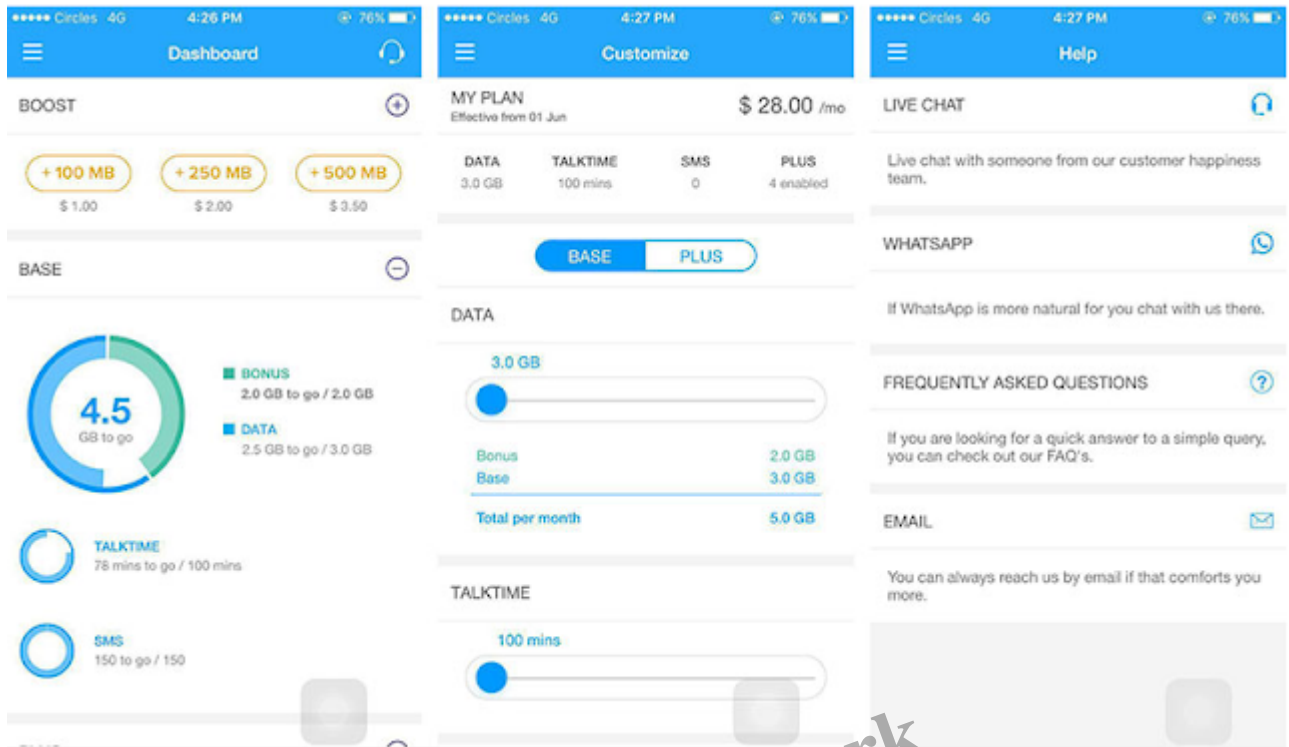 Circles 4G 4:26 PM 76%
Dashboard
BOOST
+ 100 MB + 250 MB + 500 MB
$ 1.00 $ 2.00 $ 3.50
BASE
4.5
GB to go
BONUS
2.0 GB to go / 2.0 GB
DATA
2.5 GB to go / 3.0 GB
TALKTIME
78 mins to go / 100 mins
SMS
150 to go / 150
Circles 4G 4:27 PM 76%
Customize
MY PLAN
Effective from 01 Jun
$ 28.00 /mo
DATA TALKTIME SMS PLUS
3.0 GB 100 mins 0 4 enabled
BASE PLUS
DATA
3.0 GB
Bonus 2.0 GB
Base 3.0 GB
Total per month 5.0 GB
TALKTIME
100 mins
Circles 4G 4:27 PM 76%
Help
LIVE CHAT
Live chat with someone from our customer happiness
team.
WHATSAPP
If WhatsApp is more natural for you chat with us there.
FREQUENTLY ASKED QUESTIONS
If you are looking for a quick answer to a simple query,
you can check out our FAQ's.
EMAIL
You can always reach us by email if that comforts you
more.